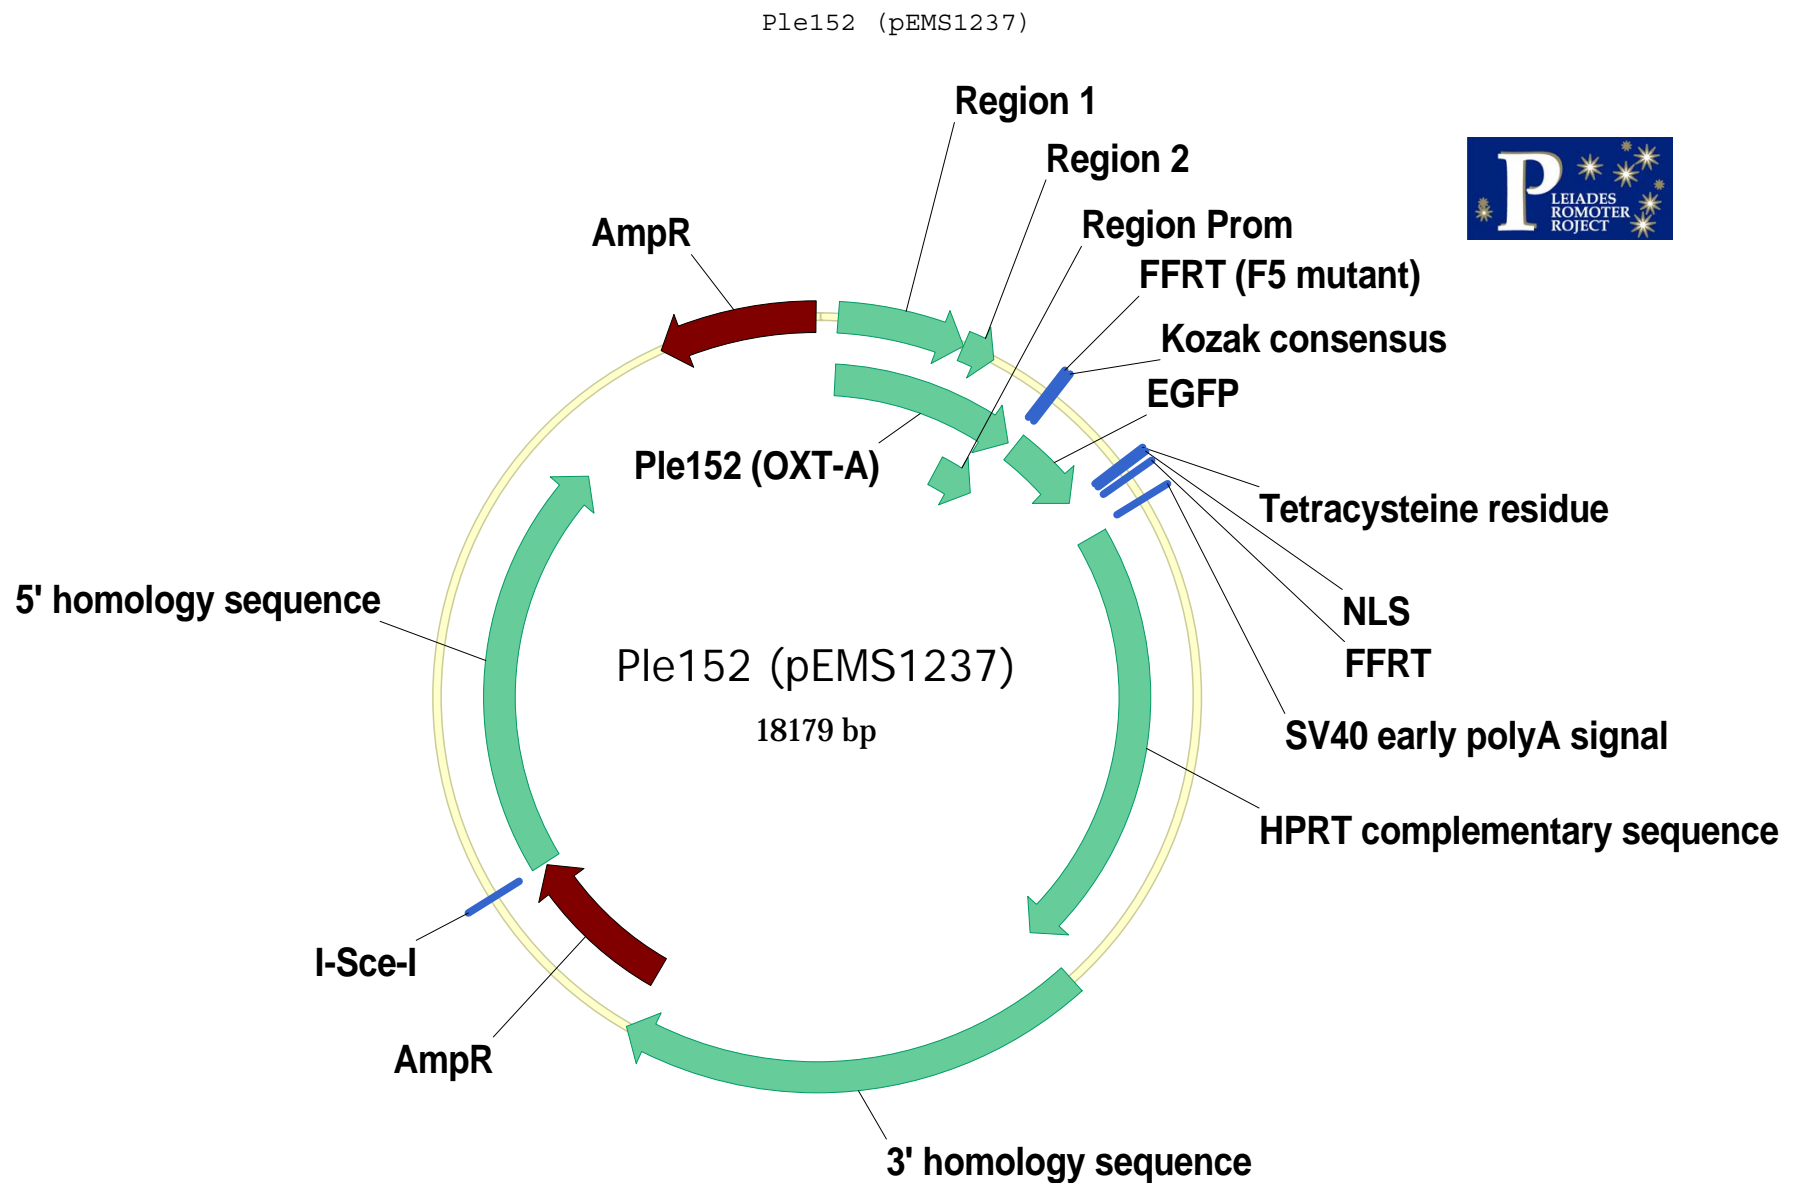 Ple152 (pEMS1237)
Region 1
Region 2
AmpR
Region Prom
FFRT (F5 mutant)
Kozak consensus
EGFP
PLEIADES
PROMOTER
PROJECT
Ple152 (OXT-A)
Tetracysteine residue
5' homology sequence
NLS
FFRT
Ple152 (pEMS1237)
18179 bp
SV40 early polyA signal
HPRT complementary sequence
I-Sce-I
AmpR
3' homology sequence